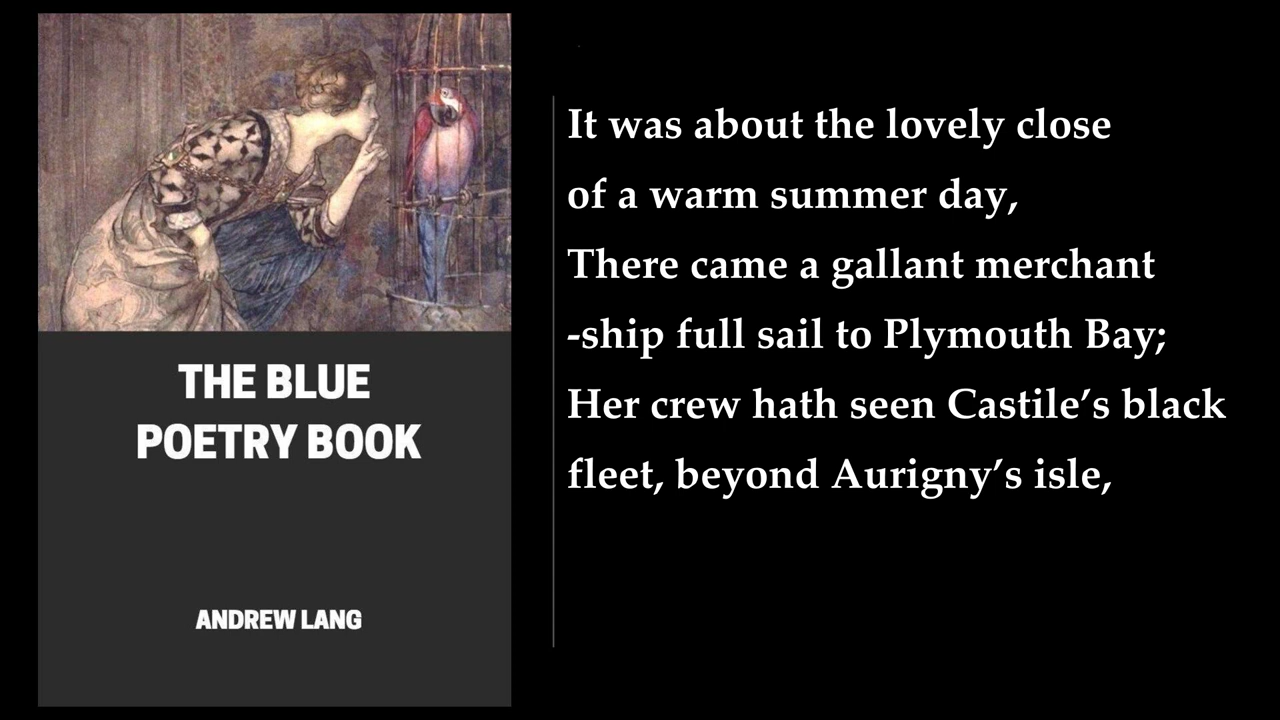 THE BLUE
POETRY BOOK
ANDREW LANG
It was about the lovely close
of a warm summer day,
There came a gallant merchant
-ship full sail to Plymouth Bay;
Her crew hath seen Castile’s black
fleet, beyond Aurigny’s isle,